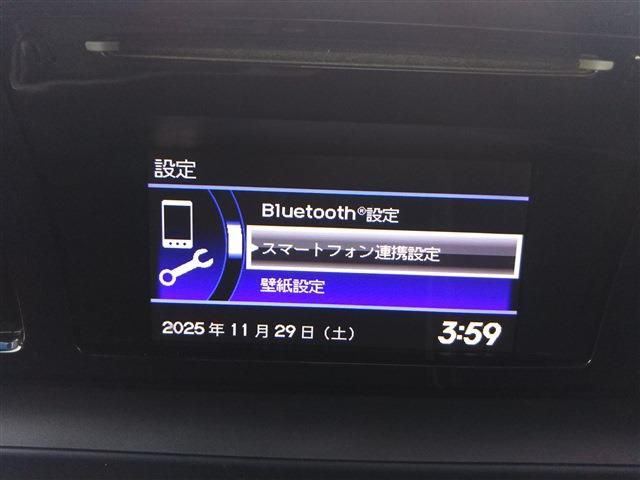 設定
Bluetooth®設定
スマートフォン連携設定
壁紙設定
2025年11月29日（土） 3:59